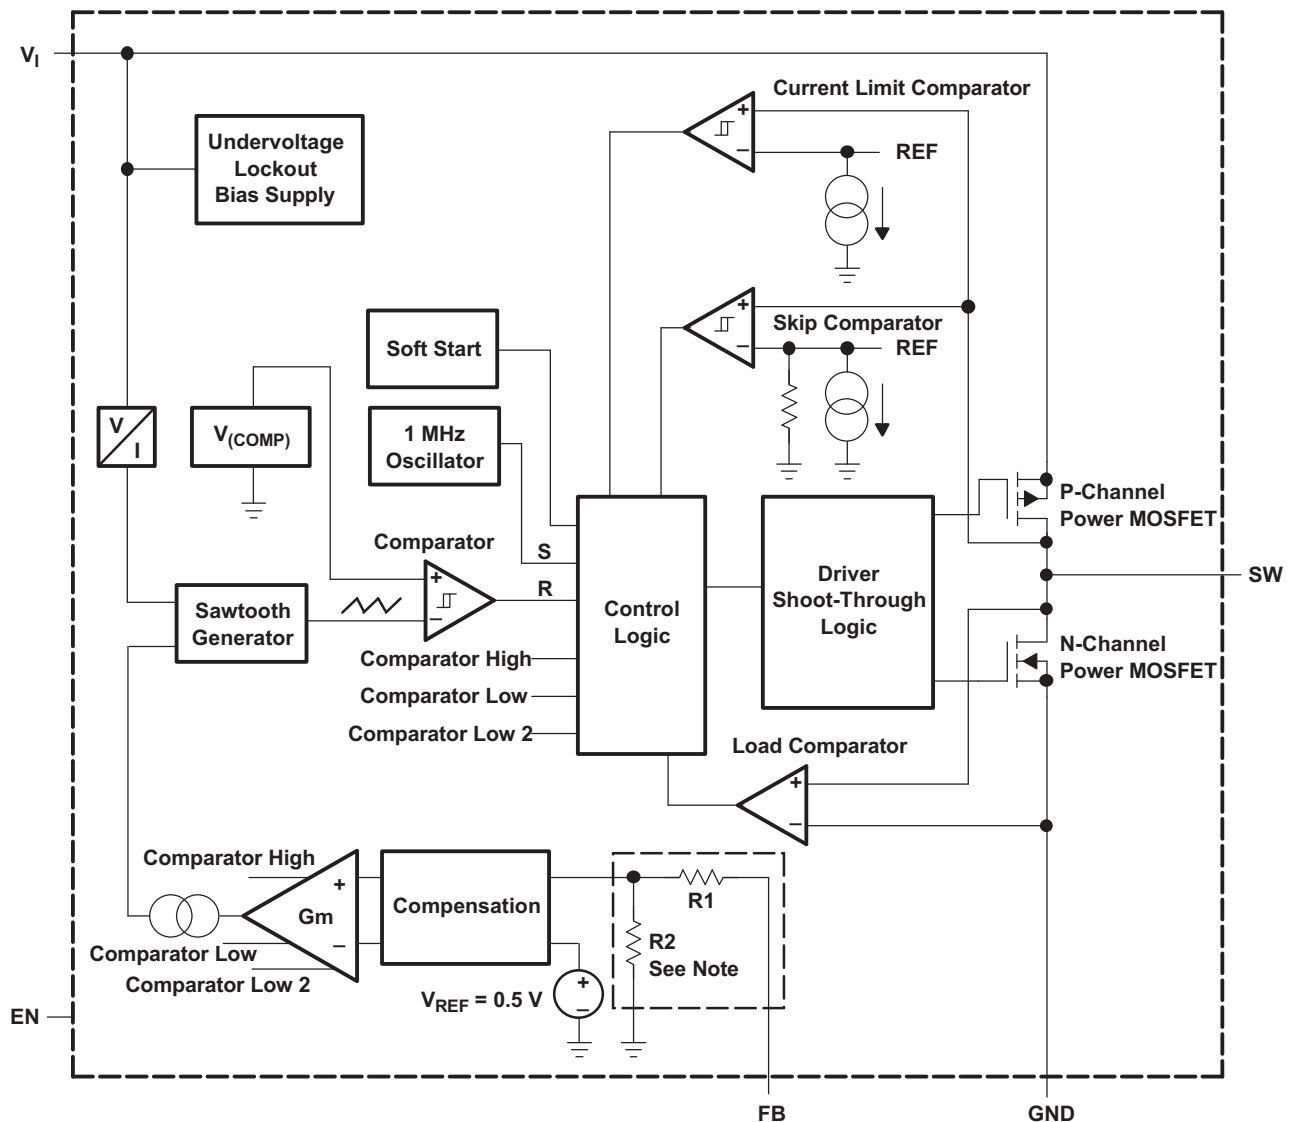 V_I
Current Limit Comparator
+
−
REF
Undervoltage
Lockout
Bias Supply
+
−
Skip Comparator
REF
Soft Start
V
I
V(COMP)
1 MHz
Oscillator
P-Channel
Power MOSFET
Comparator
+
−
S
R
Control
Logic
Driver
Shoot-Through
Logic
SW
Sawtooth
Generator
N-Channel
Power MOSFET
Comparator High
Comparator Low
Comparator Low 2
Load Comparator
+
−
Comparator High
+
Gm
−
Compensation
R1
R2
See Note
Comparator Low
Comparator Low 2
VREF = 0.5 V
+
−
EN
FB
GND